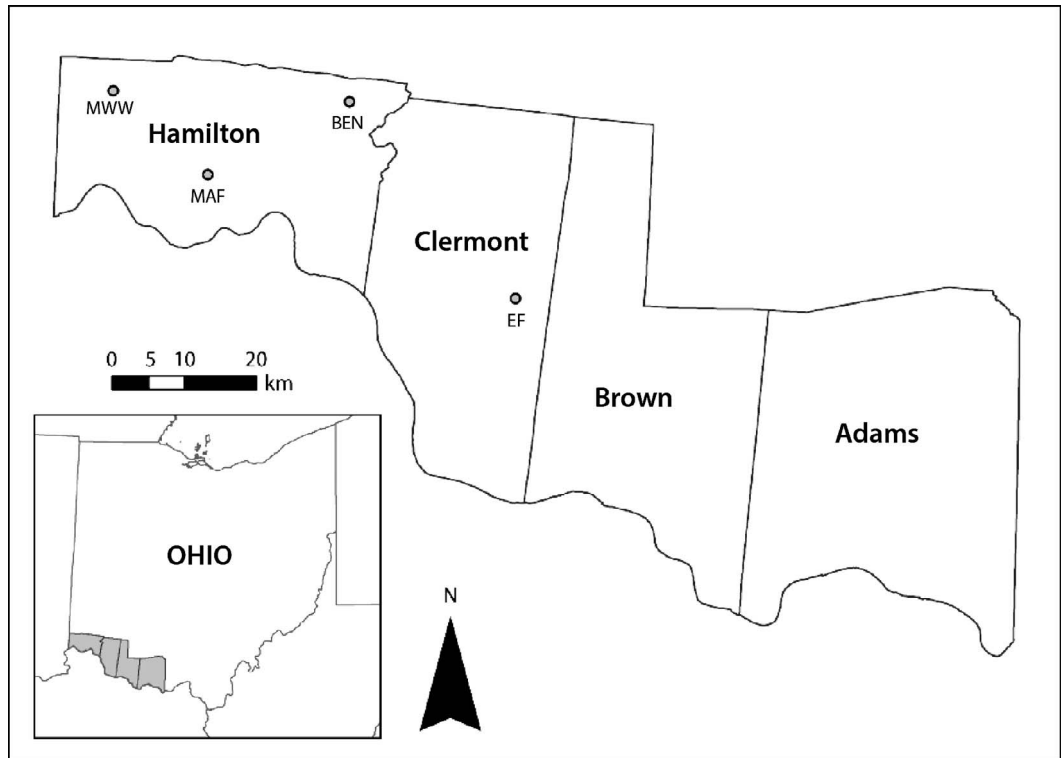 MWW
BEN
Hamilton
MAF
Clermont
EF
0 5 10 20
km
Brown
Adams
OHIO
N